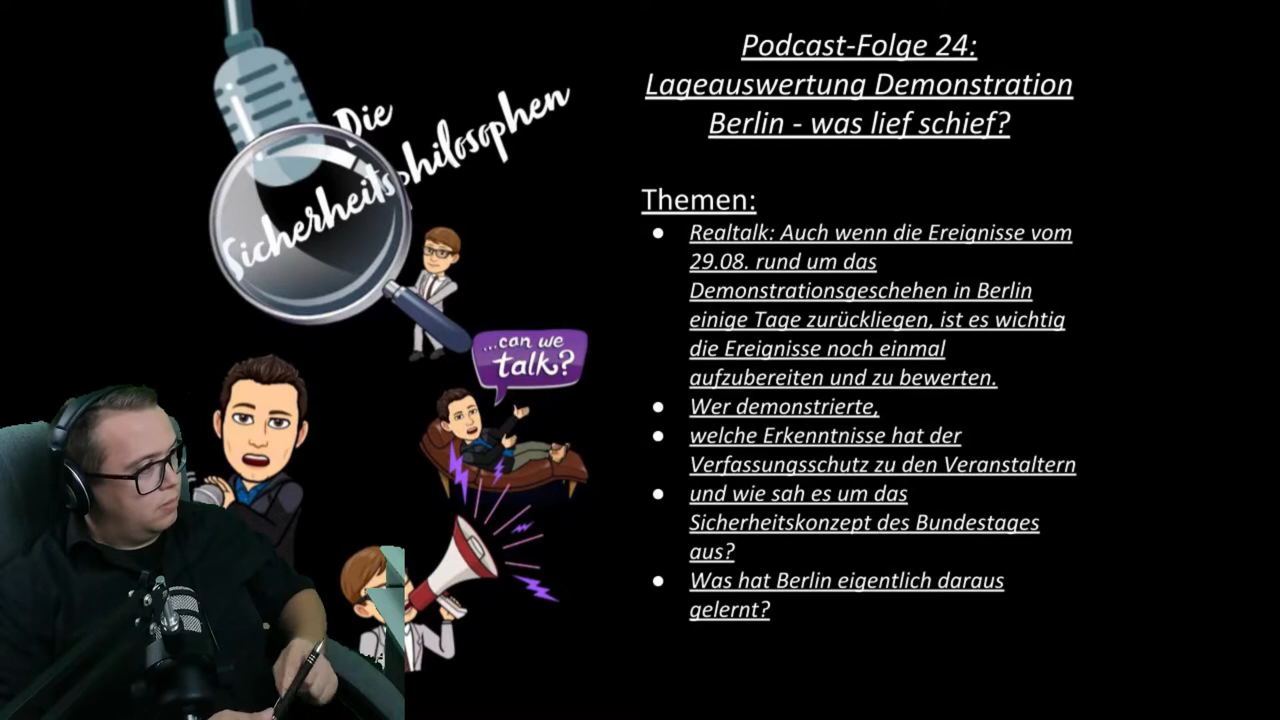 Die
Sicherheitsphilosophen
...can we
talk?
Podcast-Folge 24:
Lageauswertung Demonstration
Berlin - was lief schief?
Themen:
● Realtalk: Auch wenn die Ereignisse vom
29.08. rund um das
Demonstrationsgeschehen in Berlin
einige Tage zurückliegen, ist es wichtig
die Ereignisse noch einmal
aufzubereiten und zu bewerten.
● Wer demonstrierte,
● welche Erkenntnisse hat der
Verfassungsschutz zu den Veranstaltern
● und wie sah es um das
Sicherheitskonzept des Bundestages
aus?
● Was hat Berlin eigentlich daraus
gelernt?